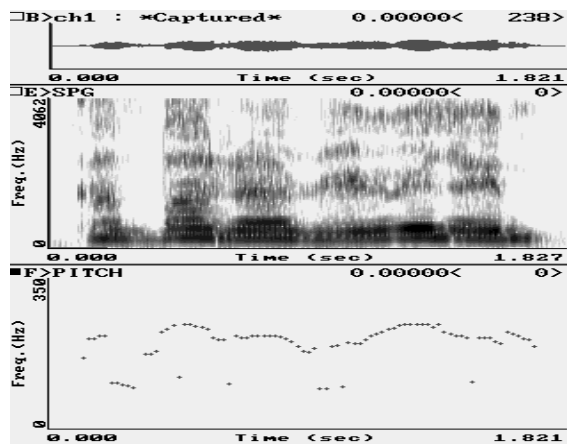 B>ch1 : *Captured* 0.00000< 238>
0.000 Time (sec) 1.821
E>SPG 0.00000< 0>
4062
Freq.(Hz)
0
0.000 Time (sec) 1.827
F>PITCH 0.00000< 0>
350
Freq.(Hz)
0
0.000 Time (sec) 1.821